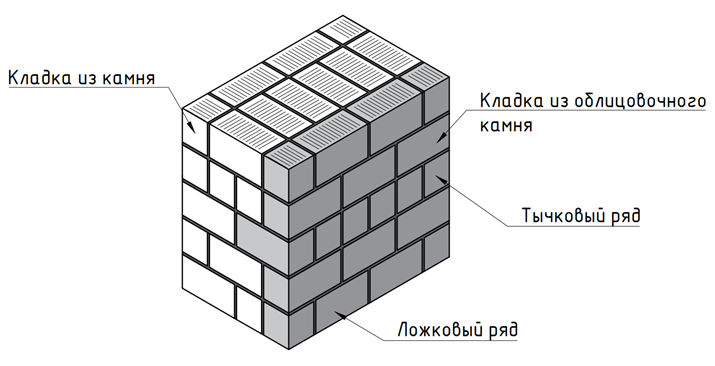 Кладка из камня
Кладка из облицовочного
камня
Тычковый ряд
Ложковый ряд